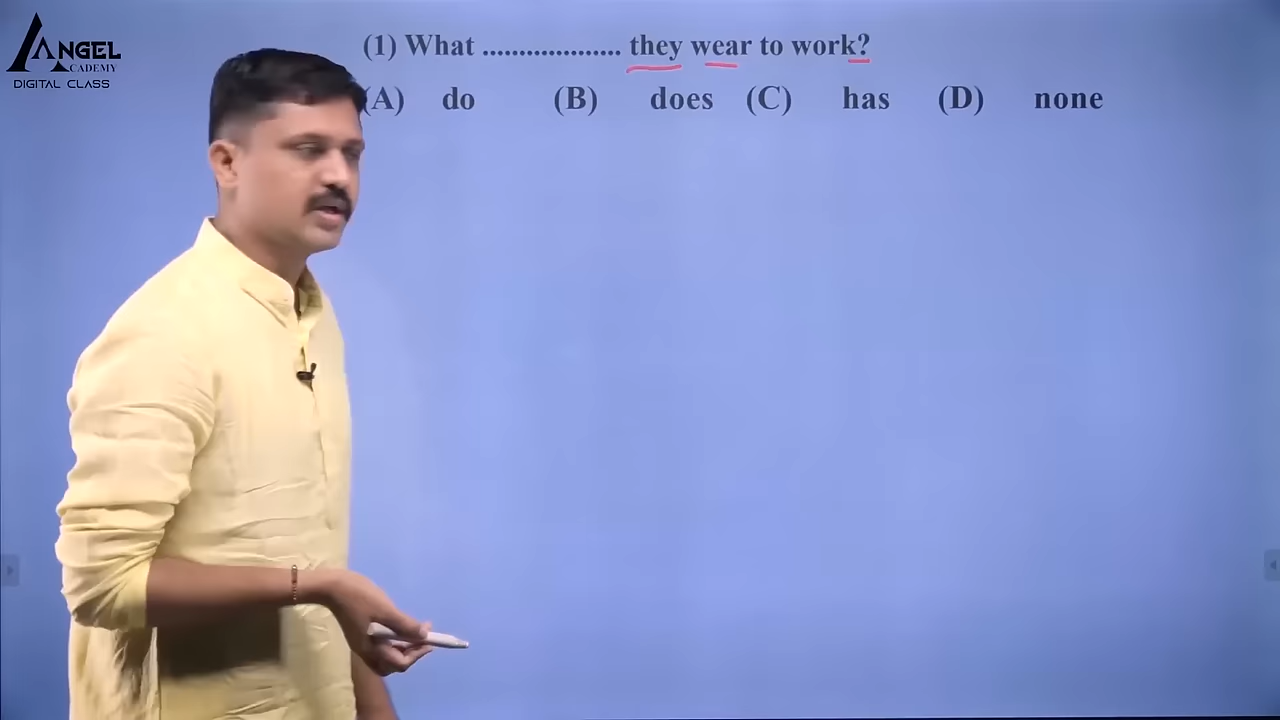 ANGEL
ACADEMY
DIGITAL CLASS
(1) What ................... they wear to work?
(A) do (B) does (C) has (D) none